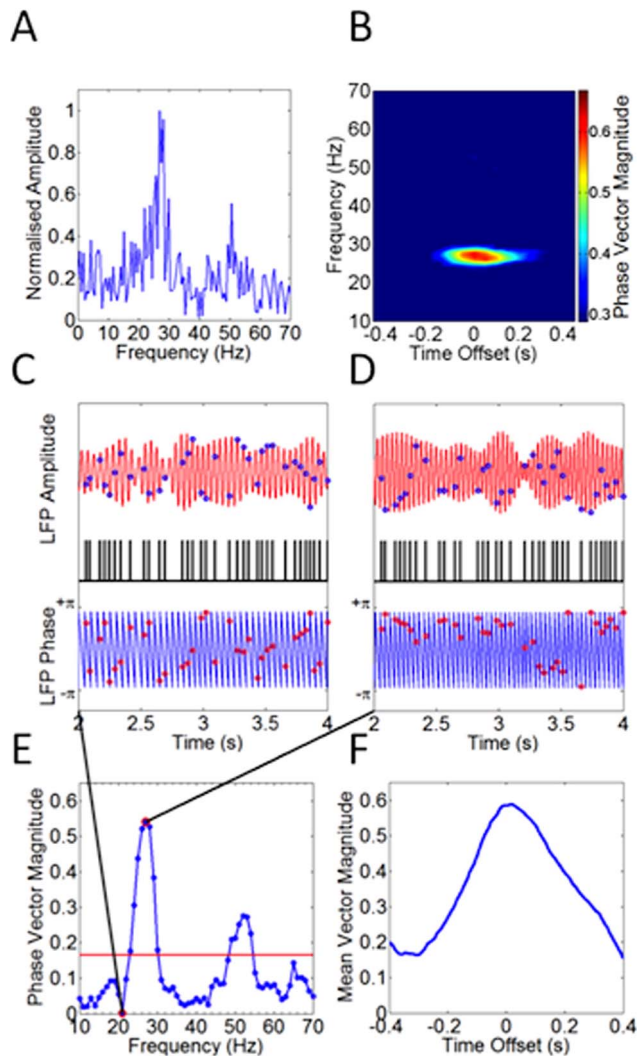 A
B
Normalised Amplitude
1
0.8
0.6
0.4
0.2
0
0 10 20 30 40 50 60 70
Frequency (Hz)
Frequency (Hz)
70
60
50
40
30
20
10
-0.4 -0.2 0 0.2 0.4
Time Offset (s)
0.6
0.5
0.4
0.3
Phase Vector Magnitude
C
D
LFP Amplitude
LFP Phase
+π
-π
2 2.5 3 3.5 4
Time (s)
+π
-π
2 2.5 3 3.5 4
Time (s)
E
F
Phase Vector Magnitude
0.6
0.5
0.4
0.3
0.2
0.1
0
10 20 30 40 50 60 70
Frequency (Hz)
Mean Vector Magnitude
0.6
0.5
0.4
0.3
0.2
0.1
0
-0.4 -0.2 0 0.2 0.4
Time Offset (s)